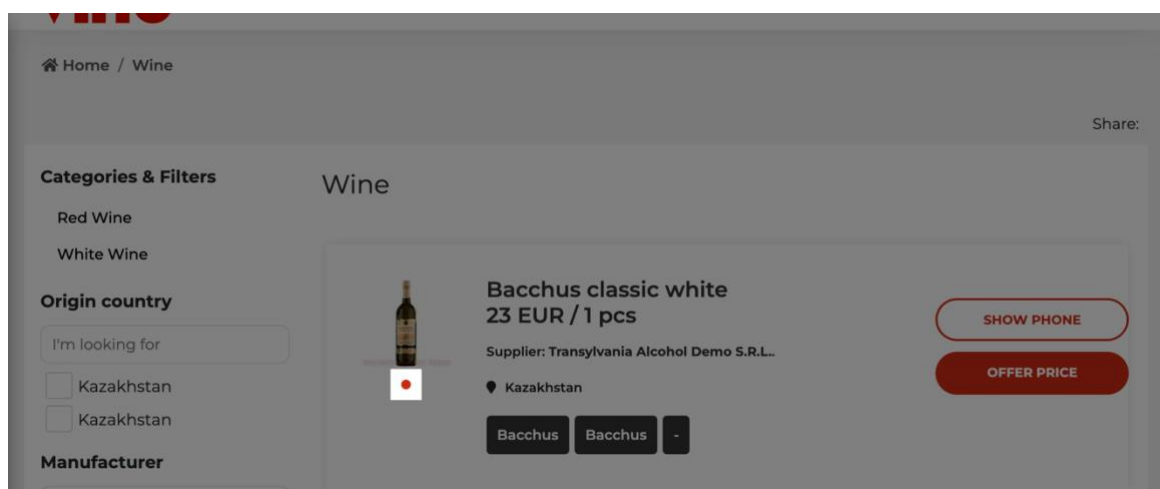 Home / Wine
Share:
Categories & Filters
Red Wine
White Wine
Origin country
I'm looking for
Kazakhstan
Kazakhstan
Manufacturer
Wine
Bacchus classic white
23 EUR / 1 pcs
Supplier: Transylvania Alcohol Demo S.R.L..
Kazakhstan
Bacchus Bacchus -
SHOW PHONE
OFFER PRICE